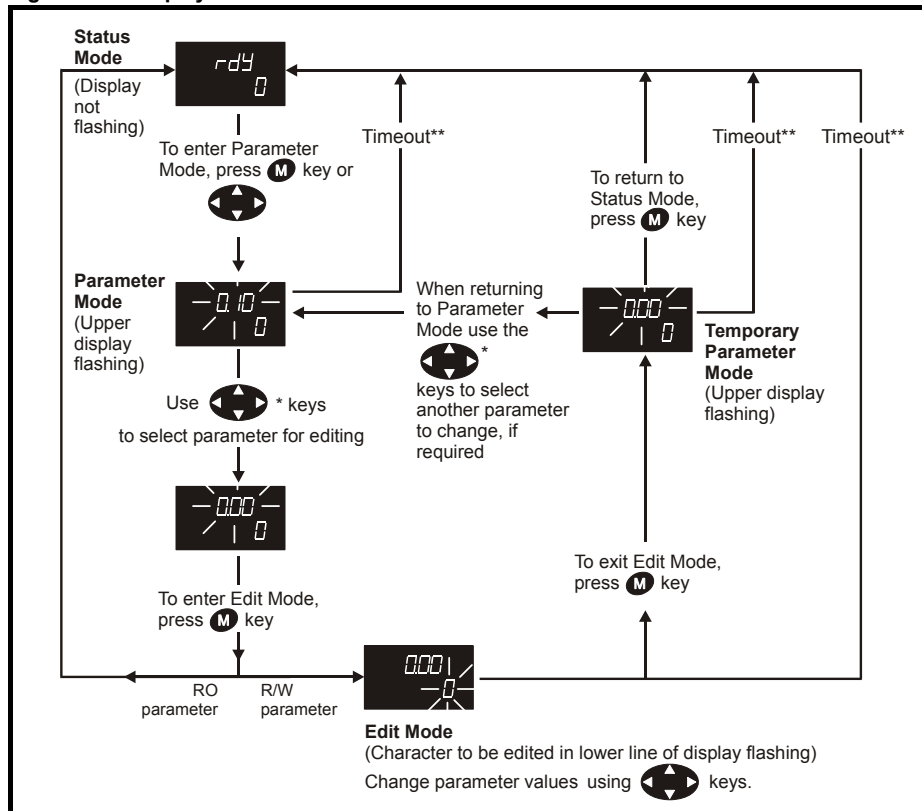 Status
Mode
(Display
not
flashing)
rdY
0
To enter Parameter
Mode, press M key or
Timeout**
Timeout**
Timeout**
To return to
Status Mode,
press M key
Parameter
Mode
(Upper
display
flashing)
0.10
0
When returning
to Parameter
Mode use the
*
keys to select
another parameter
to change, if
required
0.00
0
Temporary
Parameter
Mode
(Upper display
flashing)
Use * keys
to select parameter for editing
0.00
0
To enter Edit Mode,
press M key
To exit Edit Mode,
press M key
RO
parameter
R/W
parameter
0.00
0
Edit Mode
(Character to be edited in lower line of display flashing)
Change parameter values using keys.